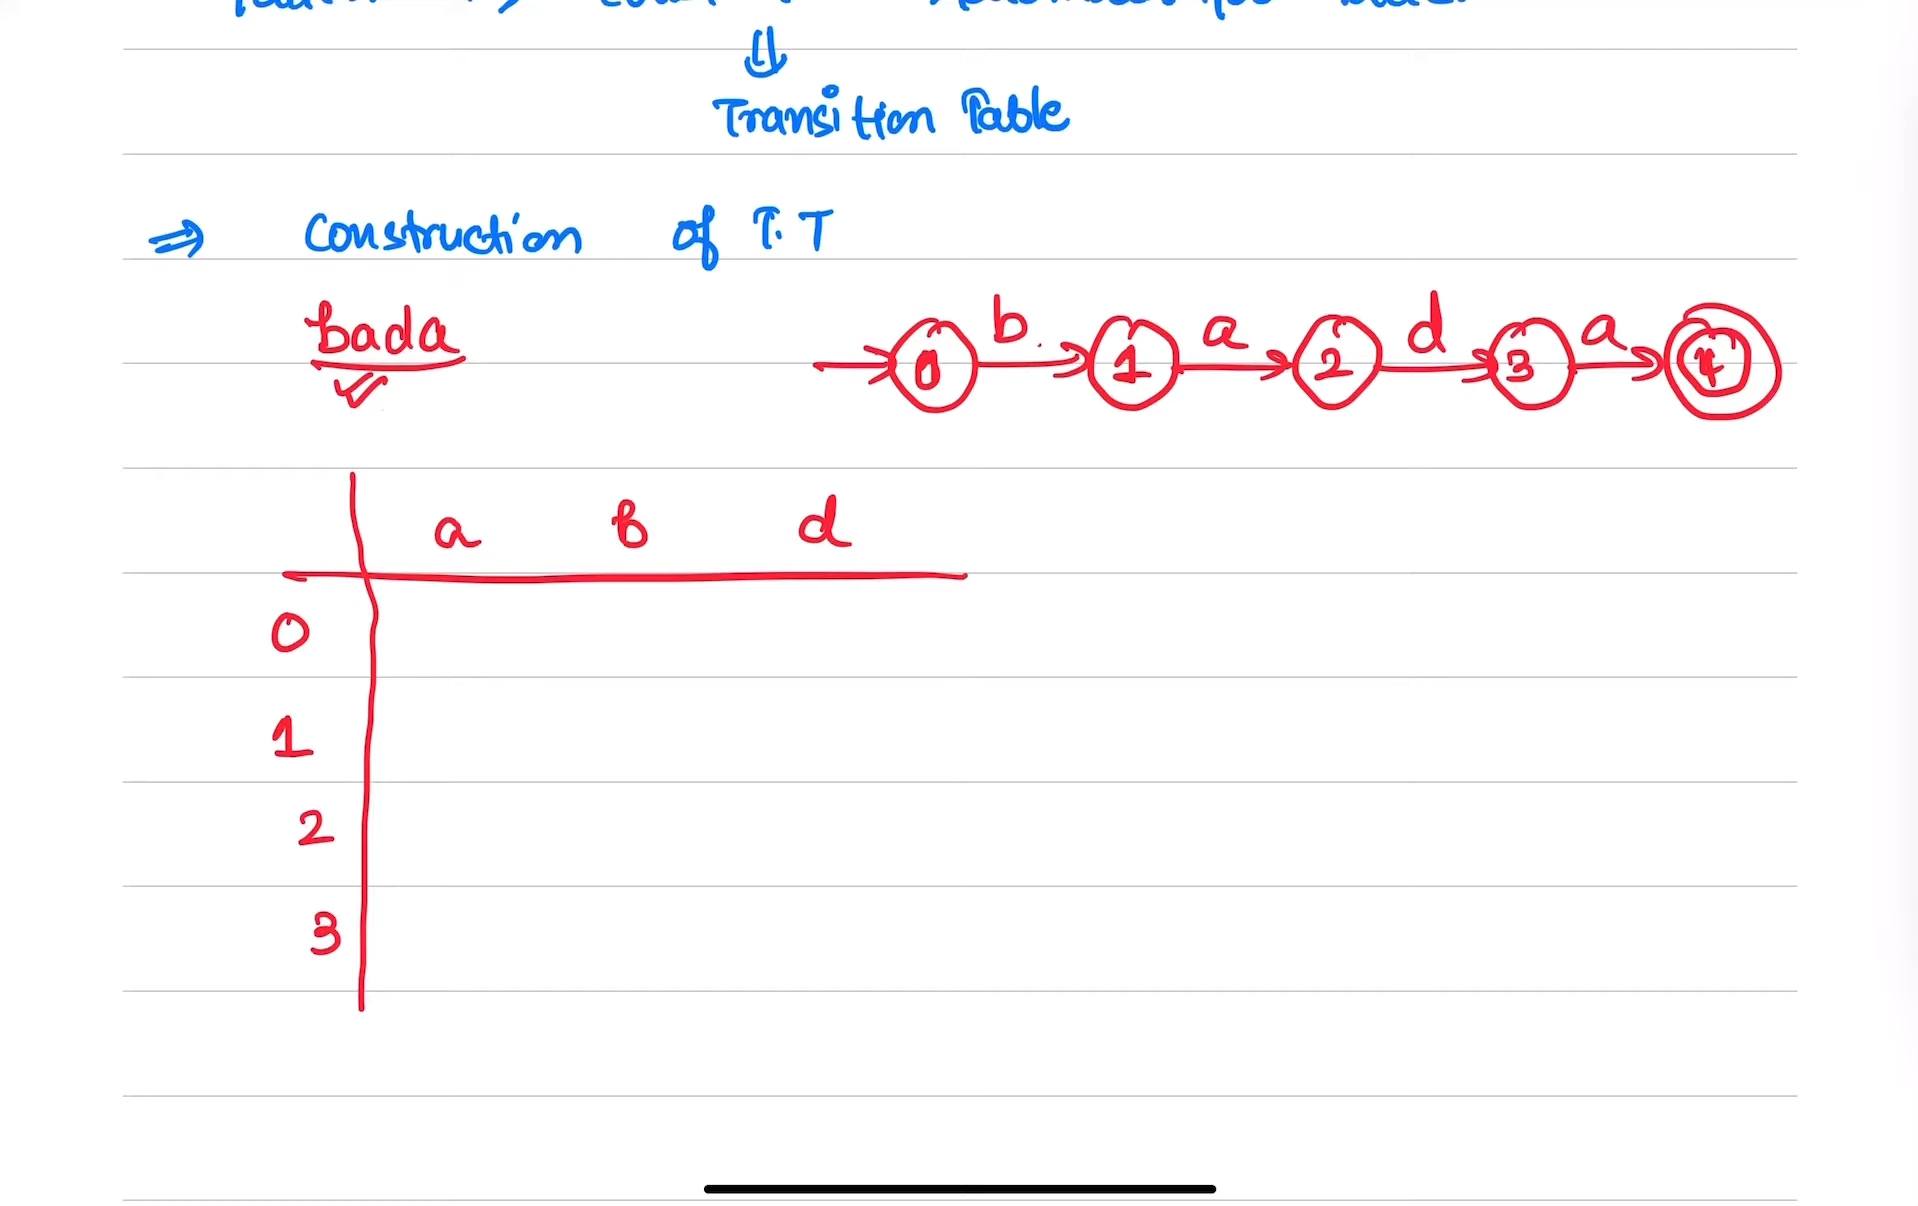 Transition Table
⇒ Construction of T.T
bada
0 b 1 a 2 d 3 a 4
a b d
0
1
2
3